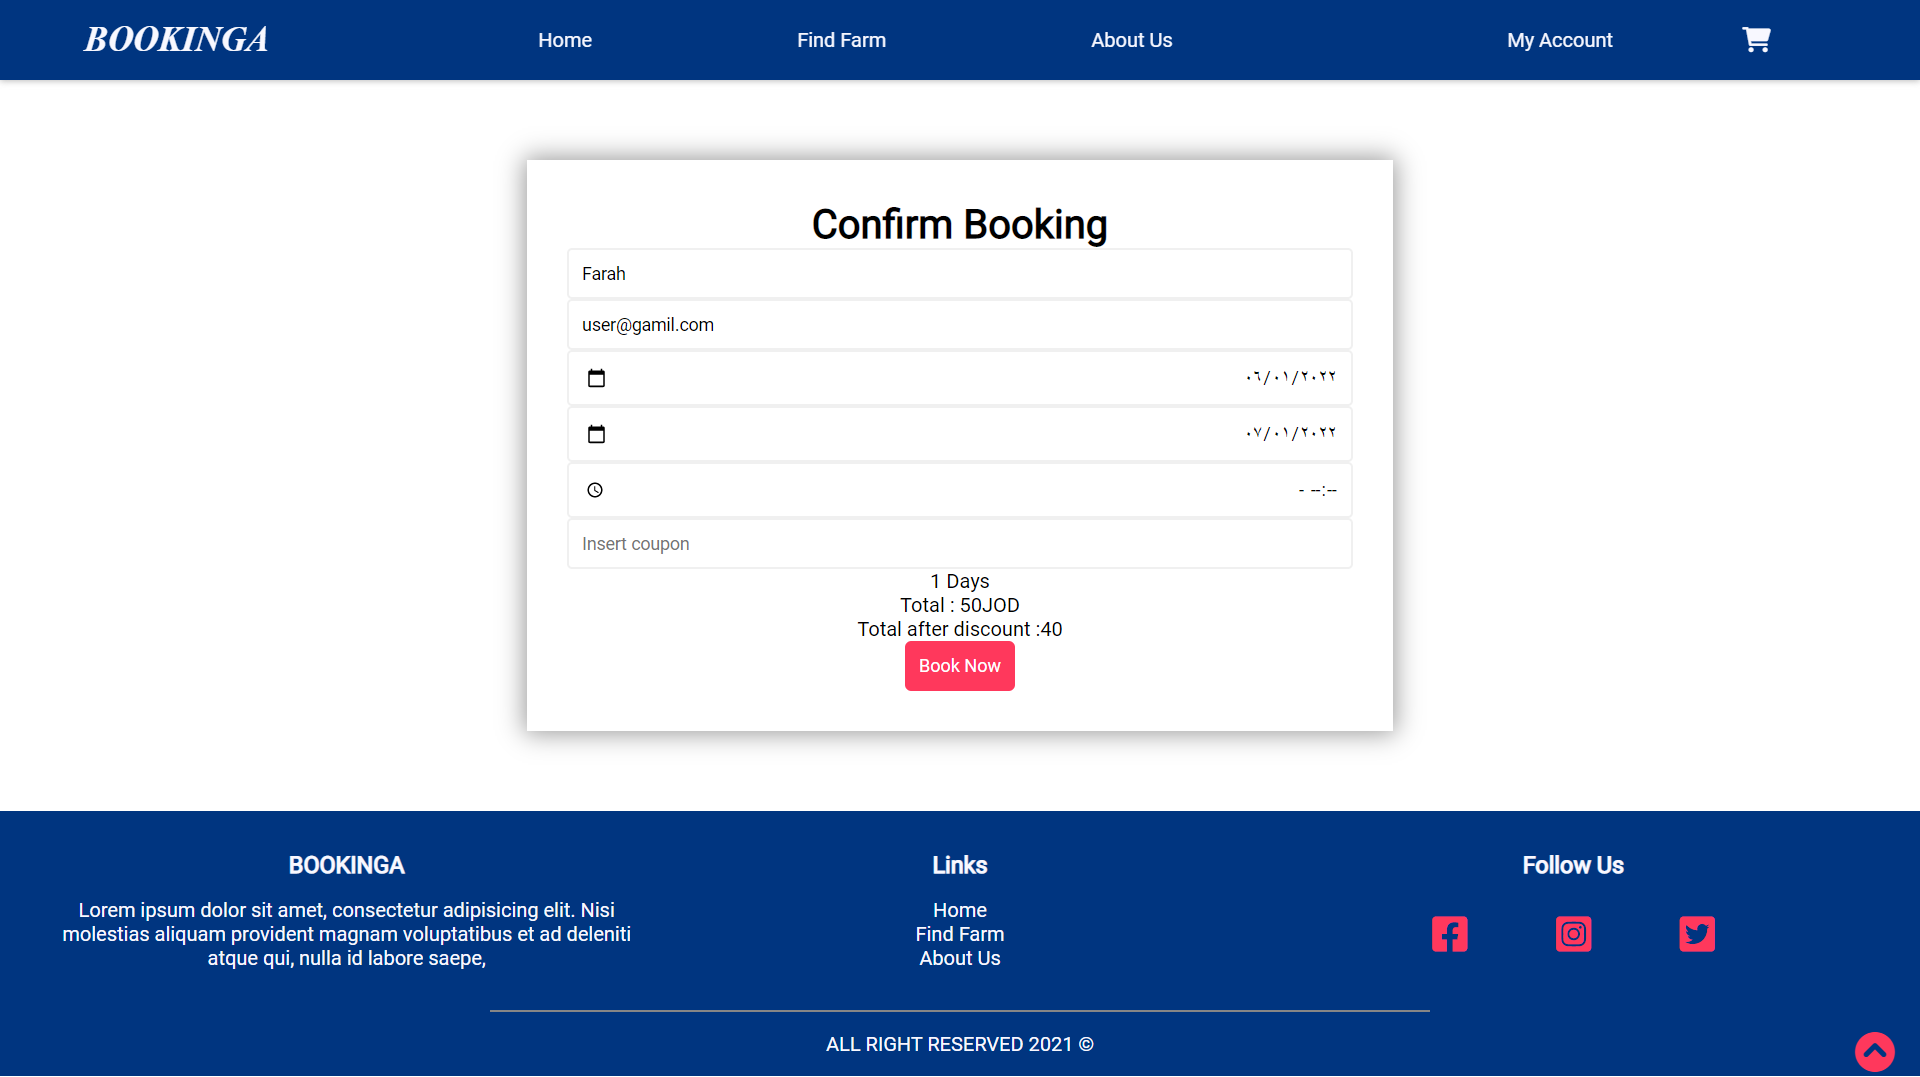 BOOKINGA
Home
Find Farm
About Us
My Account
Confirm Booking
Farah
user@gamil.com
٠٦/٠١/٢٠٢٢
٠٧/٠١/٢٠٢٢
- --:--
Insert coupon
1 Days
Total : 50JOD
Total after discount :40
Book Now
BOOKINGA
Lorem ipsum dolor sit amet, consectetur adipisicing elit. Nisi
molestias aliquam provident magnam voluptatibus et ad deleniti
atque qui, nulla id labore saepe,
Links
Home
Find Farm
About Us
Follow Us
ALL RIGHT RESERVED 2021 ©